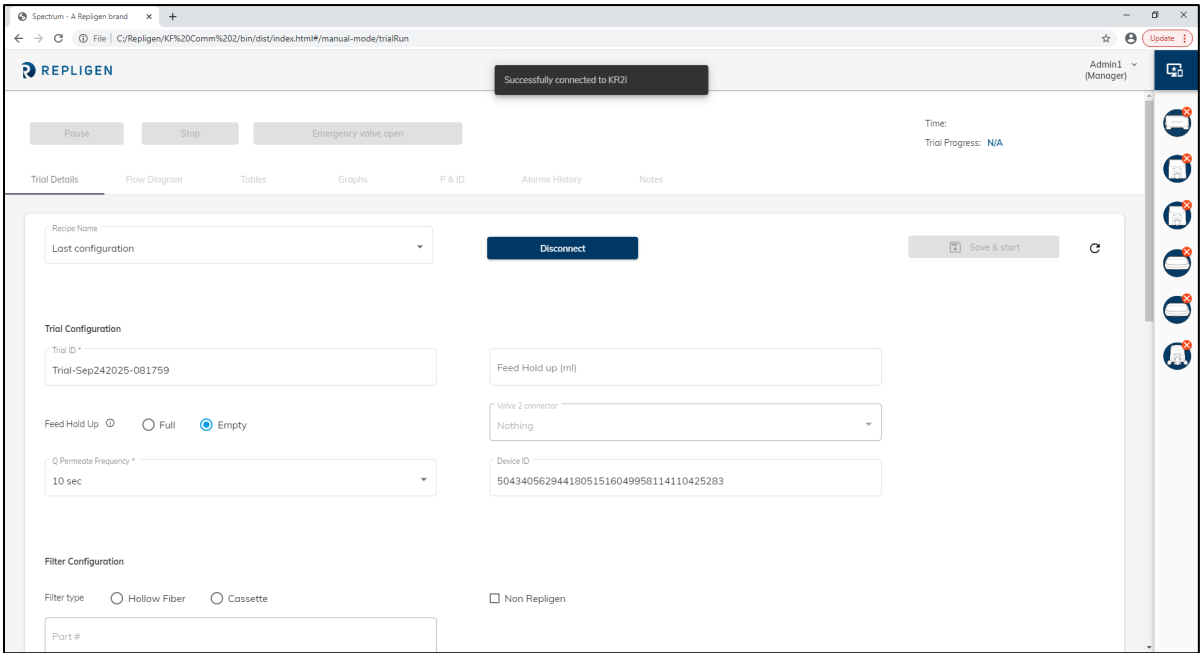 Spectrum - A Repligen brand
File | C:/Repligen/KF%20Comm%202/bin/dist/index.html#/manual-mode/trialRun
Update
REPLIGEN
Successfully connected to KR2i
Admin1
(Manager)
Pause Stop Emergency valve open
Time:
Trial Progress: N/A
Trial Details Flow Diagram Tables Graphs P & ID Alarms History Notes
Recipe Name
Last configuration
Disconnect
Save & start
Trial Configuration
Trial ID *
Trial-Sep242025-081759
Feed Hold up (ml)
Feed Hold Up Full Empty
Valve 2 connector
Nothing
Q Permeate Frequency *
10 sec
Device ID
50434056294418051516049958114110425283
Filter Configuration
Filter type Hollow Fiber Cassette
Non Repligen
Part #